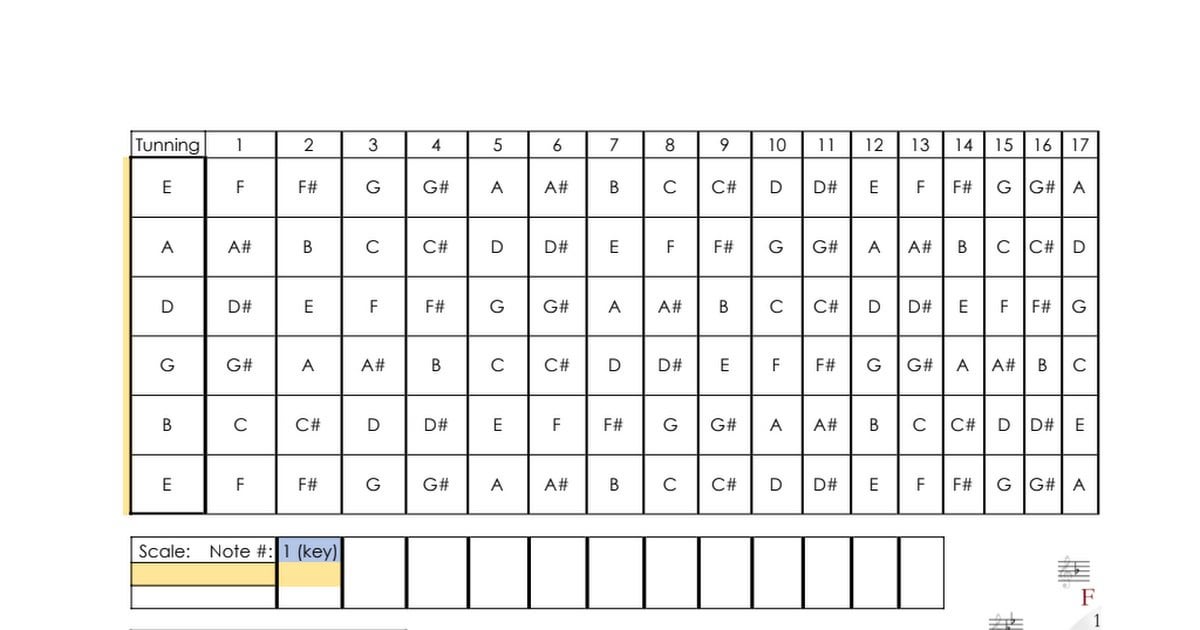 Tunning 1 2 3 4 5 6 7 8 9 10 11 12 13 14 15 16 17
E F F# G G# A A# B C C# D D# E F F# G G# A
A A# B C C# D D# E F F# G G# A A# B C C# D
D D# E F F# G G# A A# B C C# D D# E F F# G
G G# A A# B C C# D D# E F F# G G# A A# B C
B C C# D D# E F F# G G# A A# B C C# D D# E
E F F# G G# A A# B C C# D D# E F F# G G# A
Scale: Note #: 1 (key)
F
1